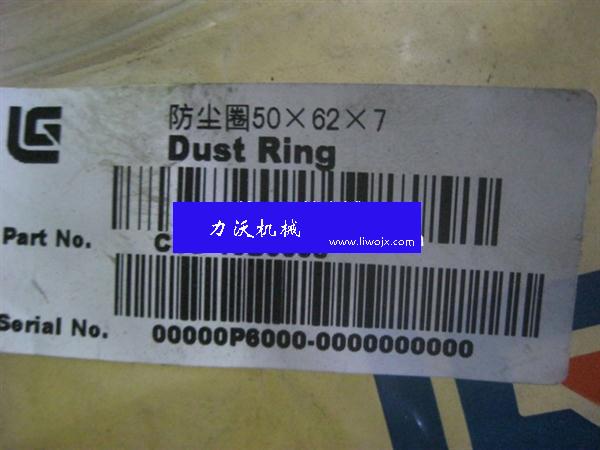 LG
防尘圈50×62×7
Dust Ring
力沃机械
www.liwojx.com
Part No.
Serial No.
00000P6000-0000000000